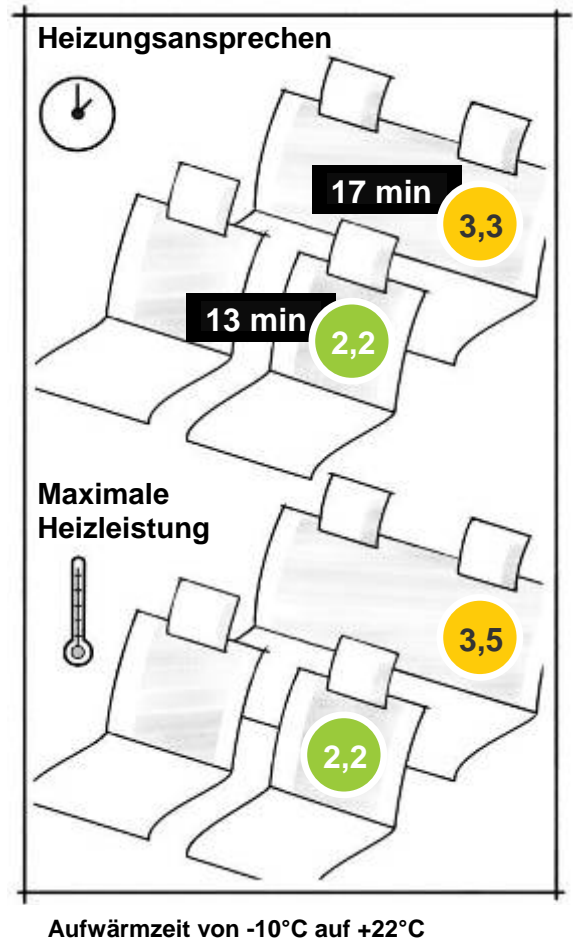 Heizungsansprechen
17 min
3,3
13 min
2,2
Maximale
Heizleistung
3,5
2,2
Aufwärmzeit von -10°C auf +22°C